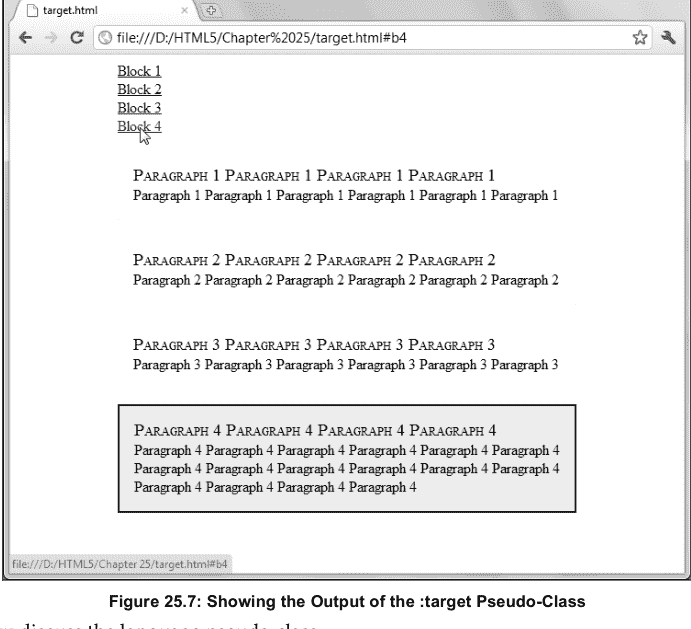 target.html
file:///D:/HTML5/Chapter%2025/target.html#b4
Block 1
Block 2
Block 3
Block 4
PARAGRAPH 1 PARAGRAPH 1 PARAGRAPH 1 PARAGRAPH 1
Paragraph 1 Paragraph 1 Paragraph 1 Paragraph 1 Paragraph 1 Paragraph 1
PARAGRAPH 2 PARAGRAPH 2 PARAGRAPH 2 PARAGRAPH 2
Paragraph 2 Paragraph 2 Paragraph 2 Paragraph 2 Paragraph 2 Paragraph 2
PARAGRAPH 3 PARAGRAPH 3 PARAGRAPH 3 PARAGRAPH 3
Paragraph 3 Paragraph 3 Paragraph 3 Paragraph 3 Paragraph 3 Paragraph 3
PARAGRAPH 4 PARAGRAPH 4 PARAGRAPH 4 PARAGRAPH 4
Paragraph 4 Paragraph 4 Paragraph 4 Paragraph 4 Paragraph 4 Paragraph 4
Paragraph 4 Paragraph 4 Paragraph 4 Paragraph 4 Paragraph 4 Paragraph 4
Paragraph 4 Paragraph 4 Paragraph 4 Paragraph 4
file:///D:/HTML5/Chapter 25/target.html#b4
Figure 25.7: Showing the Output of the :target Pseudo-Class
discuss the language pseudo-class